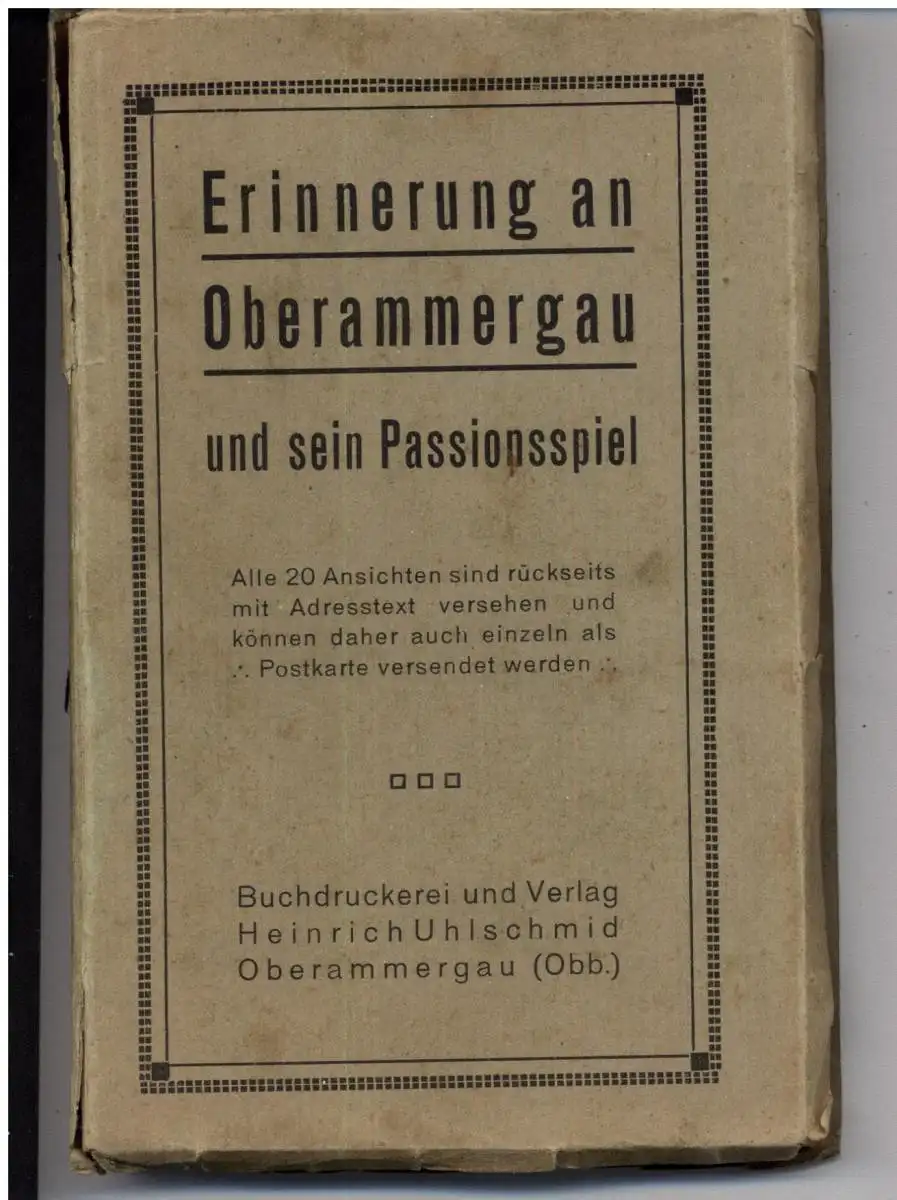 Erinnerung an
Oberammergau
und sein Passionsspiel
Alle 20 Ansichten sind rückseits
mit Adresstext versehen und
können daher auch einzeln als
∴ Postkarte versendet werden ∴
Buchdruckerei und Verlag
Heinrich Uhlschmid
Oberammergau (Obb.)